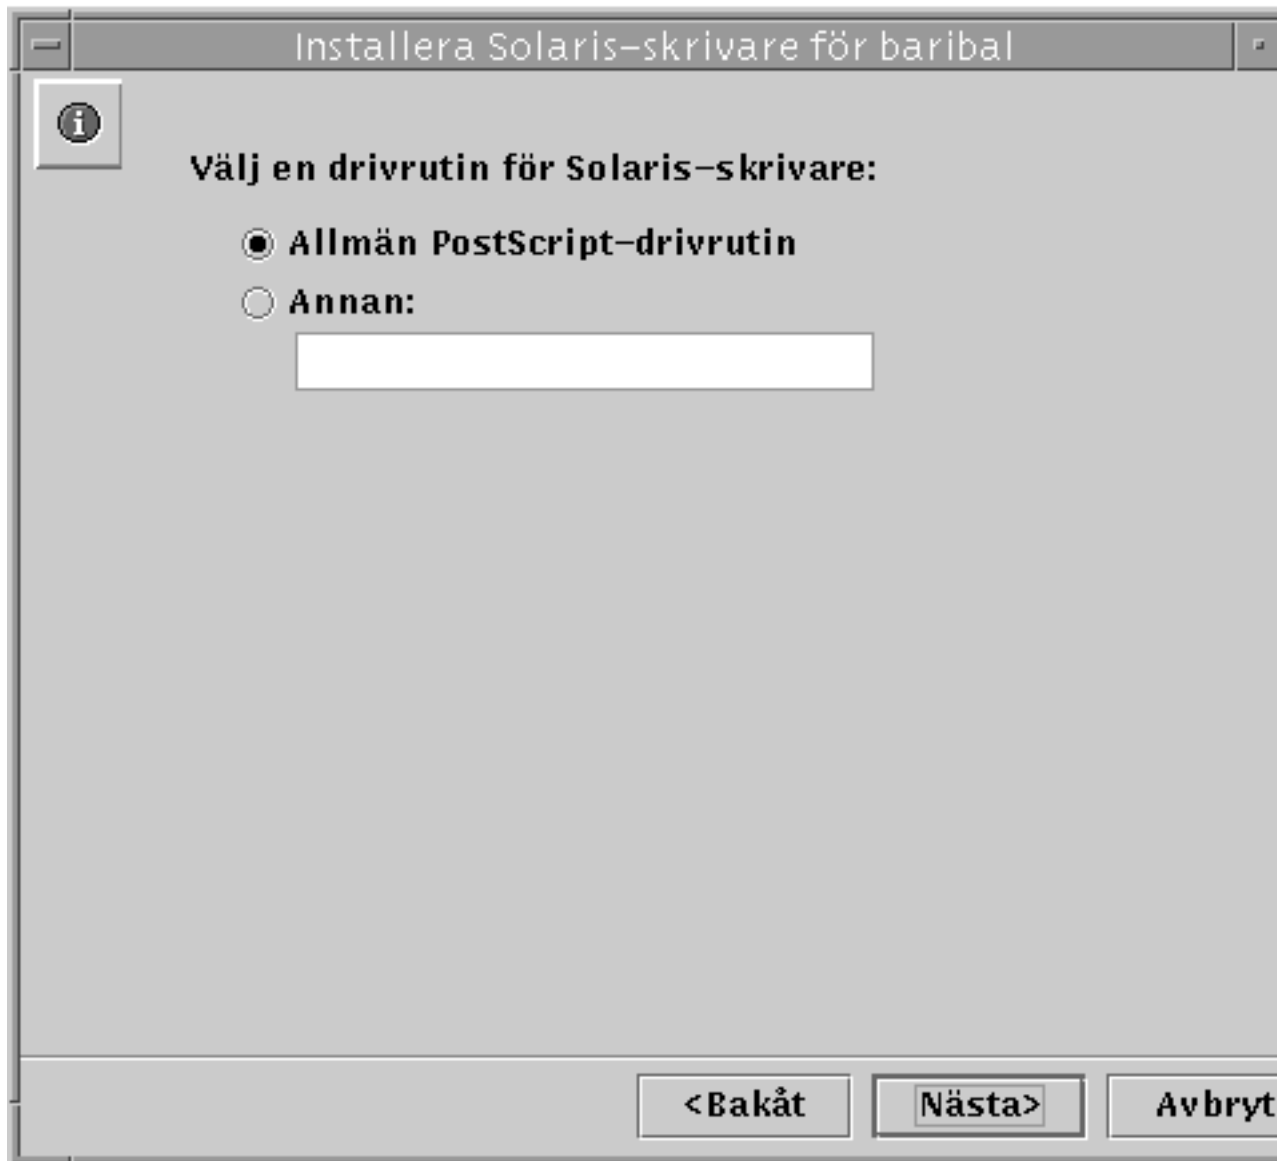 Installera Solaris-skrivare för baribal
Välj en drivrutin för Solaris-skrivare:
Allmän PostScript-drivrutin
Annan:
<Bakåt Nästa> Avbryt